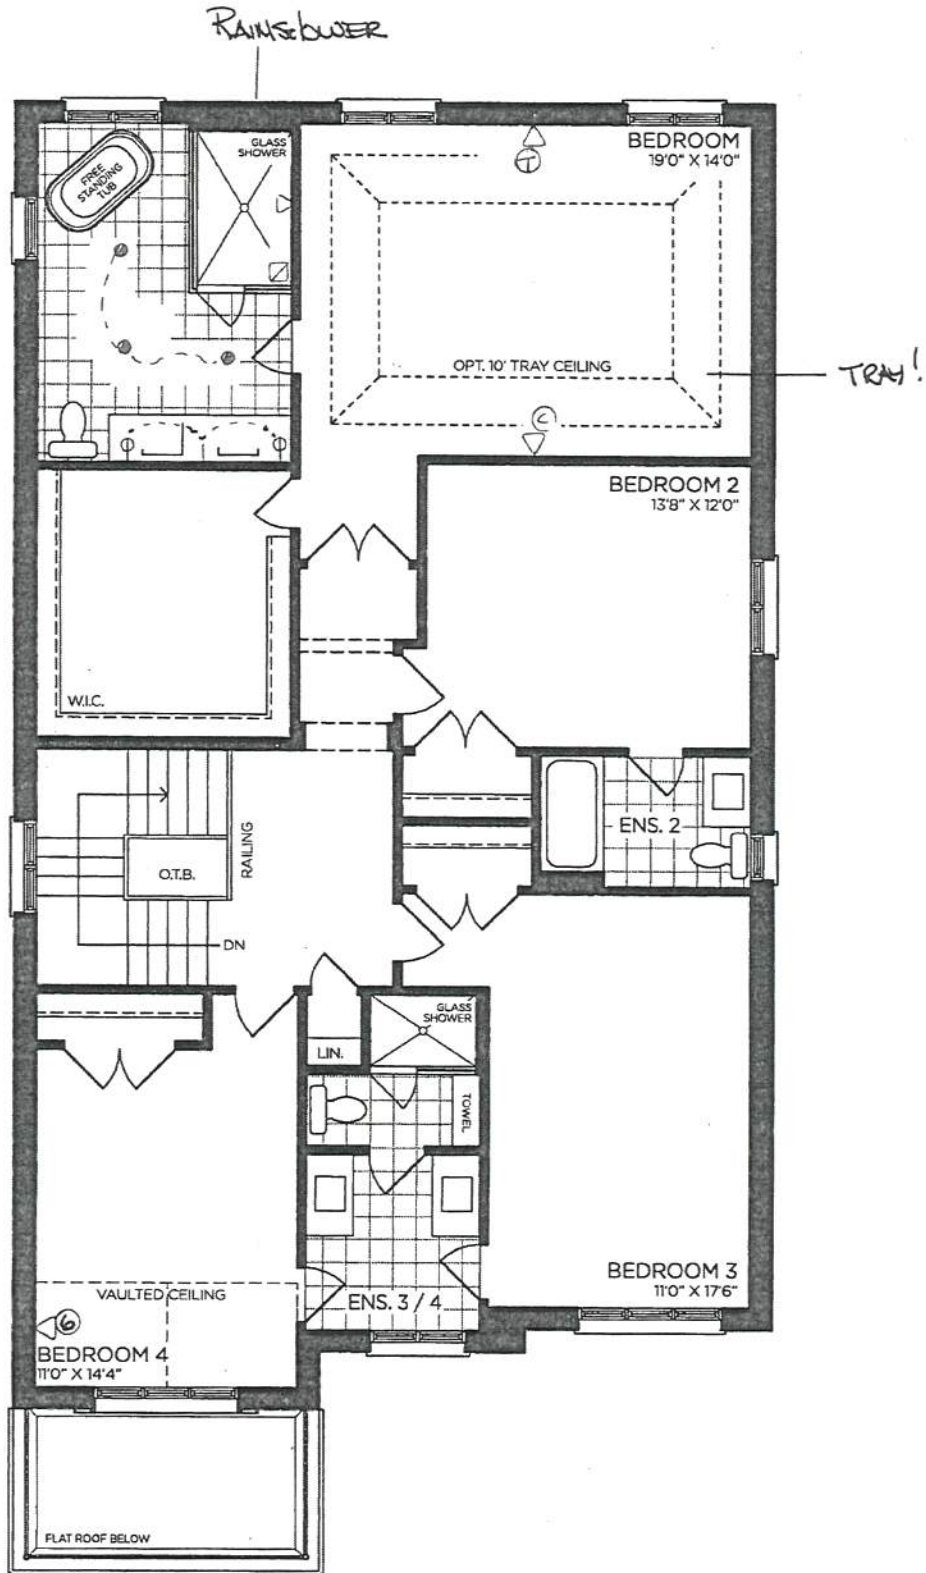 RAINSHOWER
GLASS
SHOWER
FREE
STANDING
TUB
BEDROOM
19'0" X 14'0"
T
OPT. 10' TRAY CEILING
TRAY!
C
BEDROOM 2
13'8" X 12'0"
W.I.C.
RAILING
O.T.B.
ENS. 2
DN
GLASS
SHOWER
LIN.
TOWEL
VAULTED CEILING
6
BEDROOM 4
11'0" X 14'4"
ENS. 3 / 4
BEDROOM 3
11'0" X 17'6"
FLAT ROOF BELOW